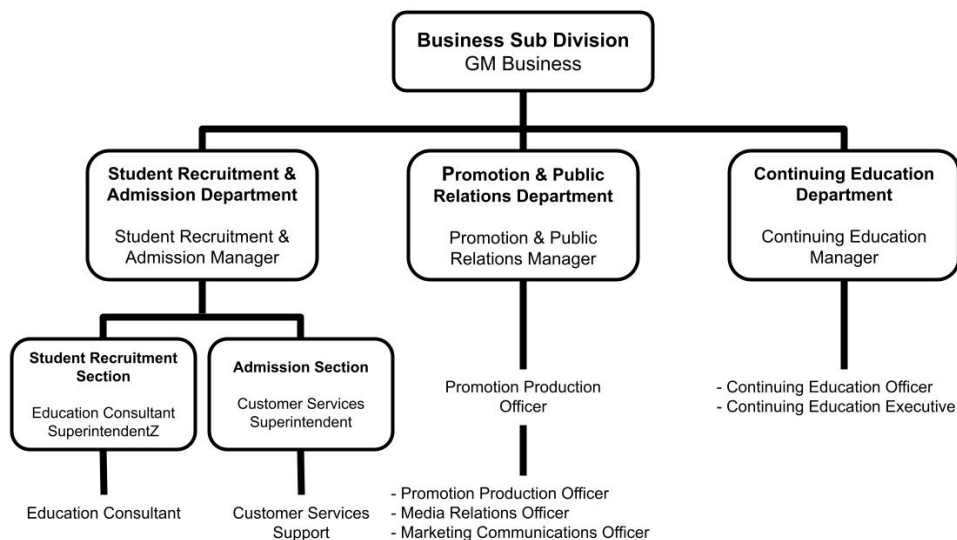 Business Sub Division
GM Business
Student Recruitment &
Admission Department
Student Recruitment &
Admission Manager
Promotion & Public
Relations Department
Promotion & Public
Relations Manager
Continuing Education
Department
Continuing Education
Manager
Student Recruitment
Section
Education Consultant
SuperintendentZ
Admission Section
Customer Services
Superintendent
Promotion Production
Officer
- Continuing Education Officer
- Continuing Education Executive
Education Consultant
Customer Services
Support
- Promotion Production Officer
- Media Relations Officer
- Marketing Communications Officer